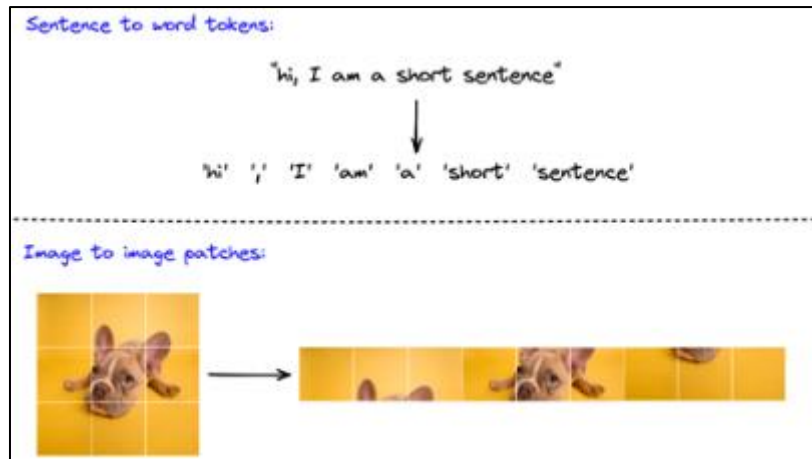 Sentence to word tokens:
"hi, I am a short sentence"
'hi' ',' 'I' 'am' 'a' 'short' 'sentence'
Image to image patches: